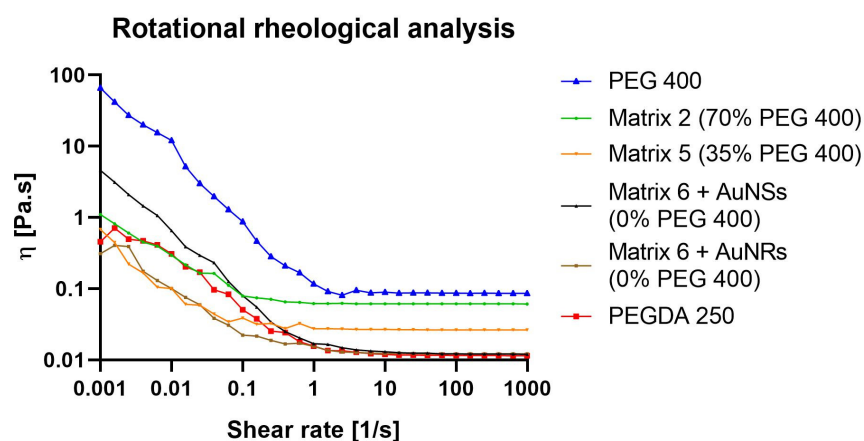 Rotational rheological analysis
η [Pa.s]
100
10
1
0.1
0.01
0.001
0.01
0.1
1
10
100
1000
Shear rate [1/s]
PEG 400
Matrix 2 (70% PEG 400)
Matrix 5 (35% PEG 400)
Matrix 6 + AuNSs
(0% PEG 400)
Matrix 6 + AuNRs
(0% PEG 400)
PEGDA 250